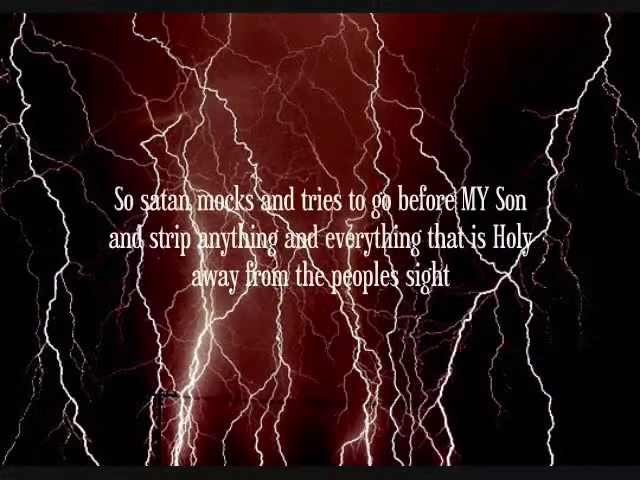 So satan mocks and tries to go before MY Son
and strip anything and everything that is Holy
away from the peoples sight